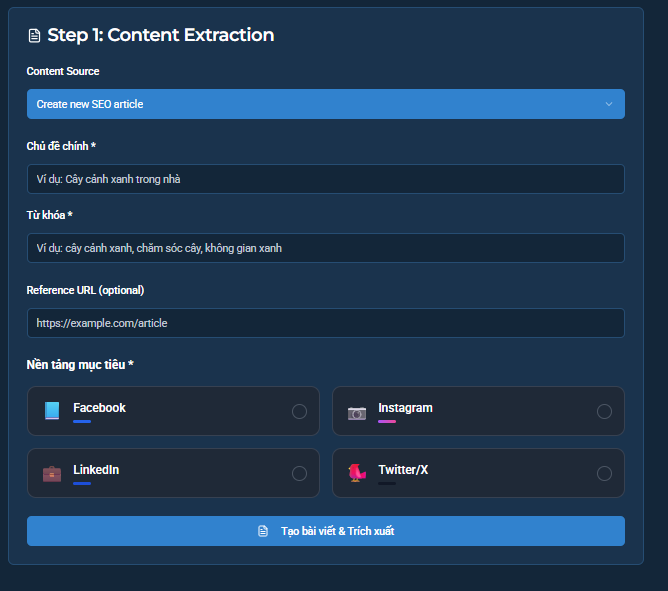 Step 1: Content Extraction
Content Source
Create new SEO article
Chủ đề chính *
Ví dụ: Cây cảnh xanh trong nhà
Từ khóa *
Ví dụ: cây cảnh xanh, chăm sóc cây, không gian xanh
Reference URL (optional)
https://example.com/article
Nền tảng mục tiêu *
Facebook
Instagram
LinkedIn
Twitter/X
Tạo bài viết & Trích xuất